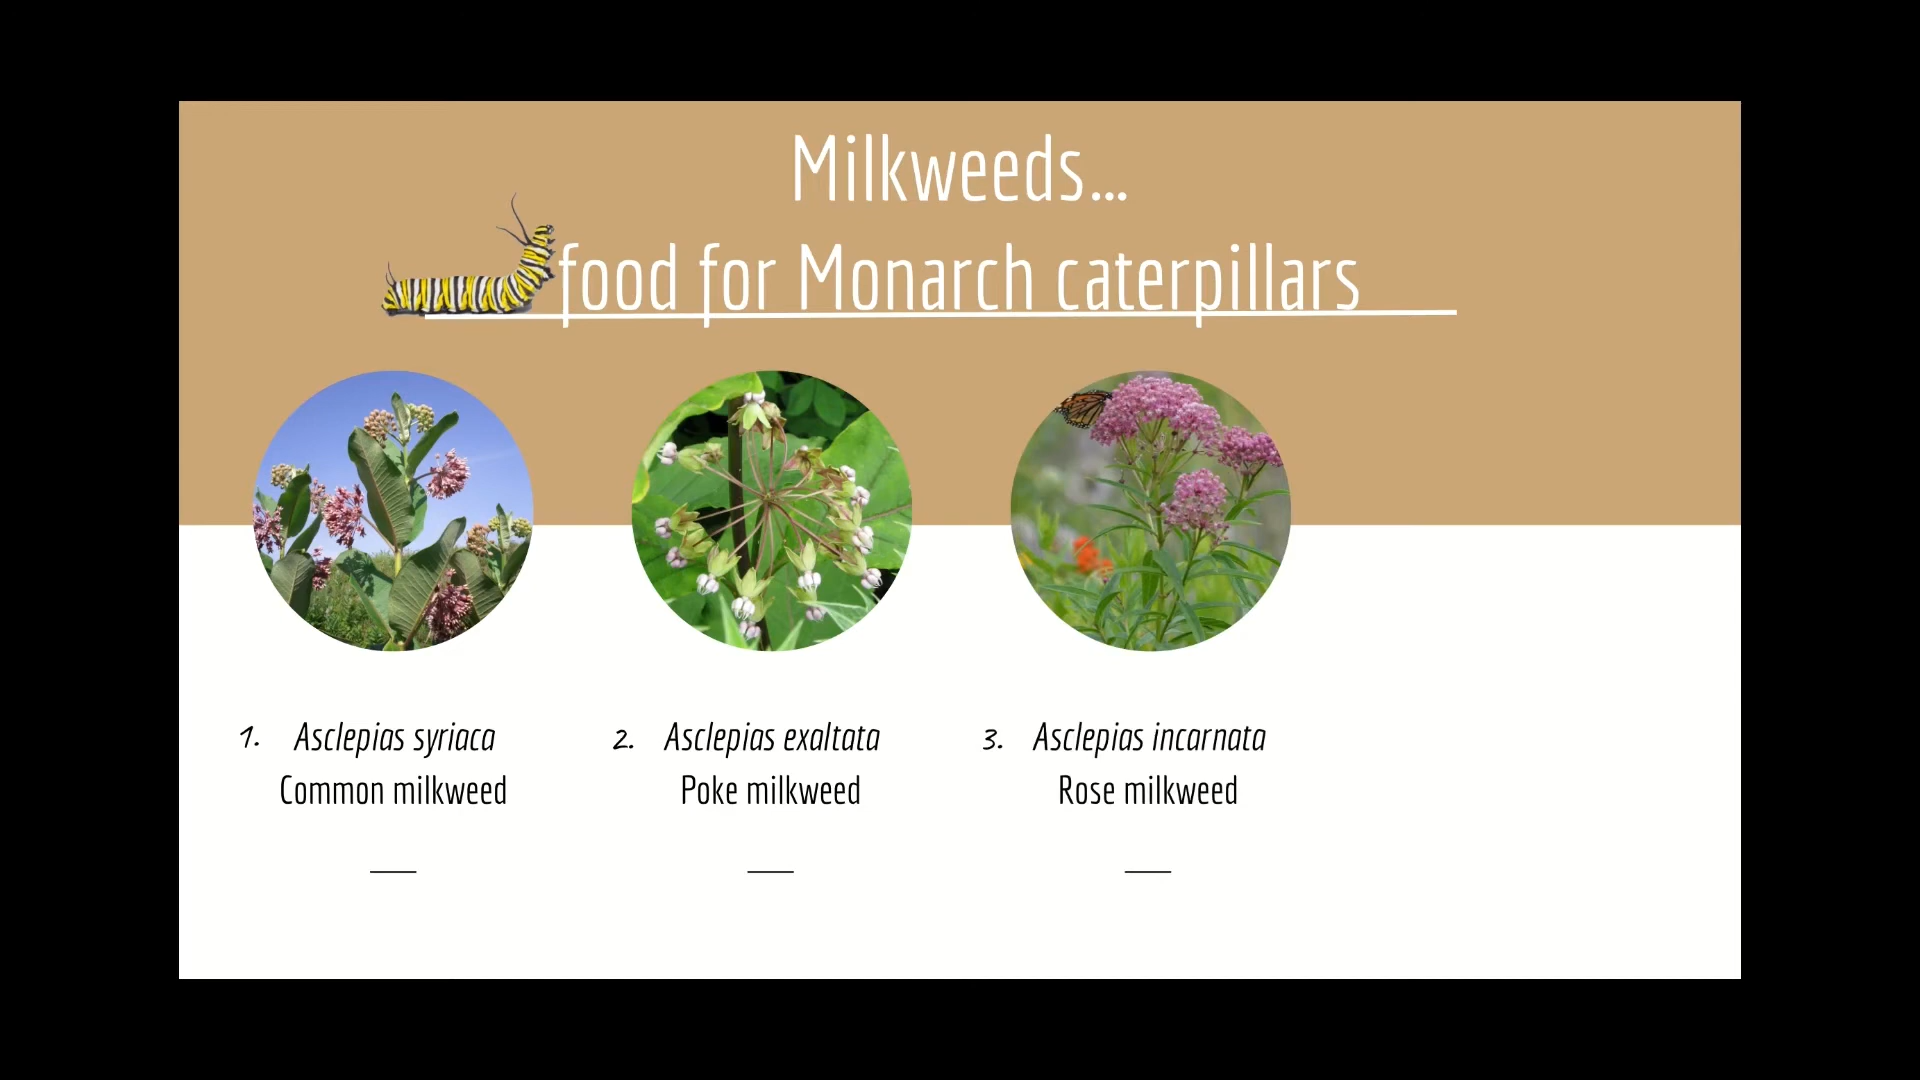 Milkweeds...
food for Monarch caterpillars
1. Asclepias syriaca
Common milkweed
2. Asclepias exaltata
Poke milkweed
3. Asclepias incarnata
Rose milkweed